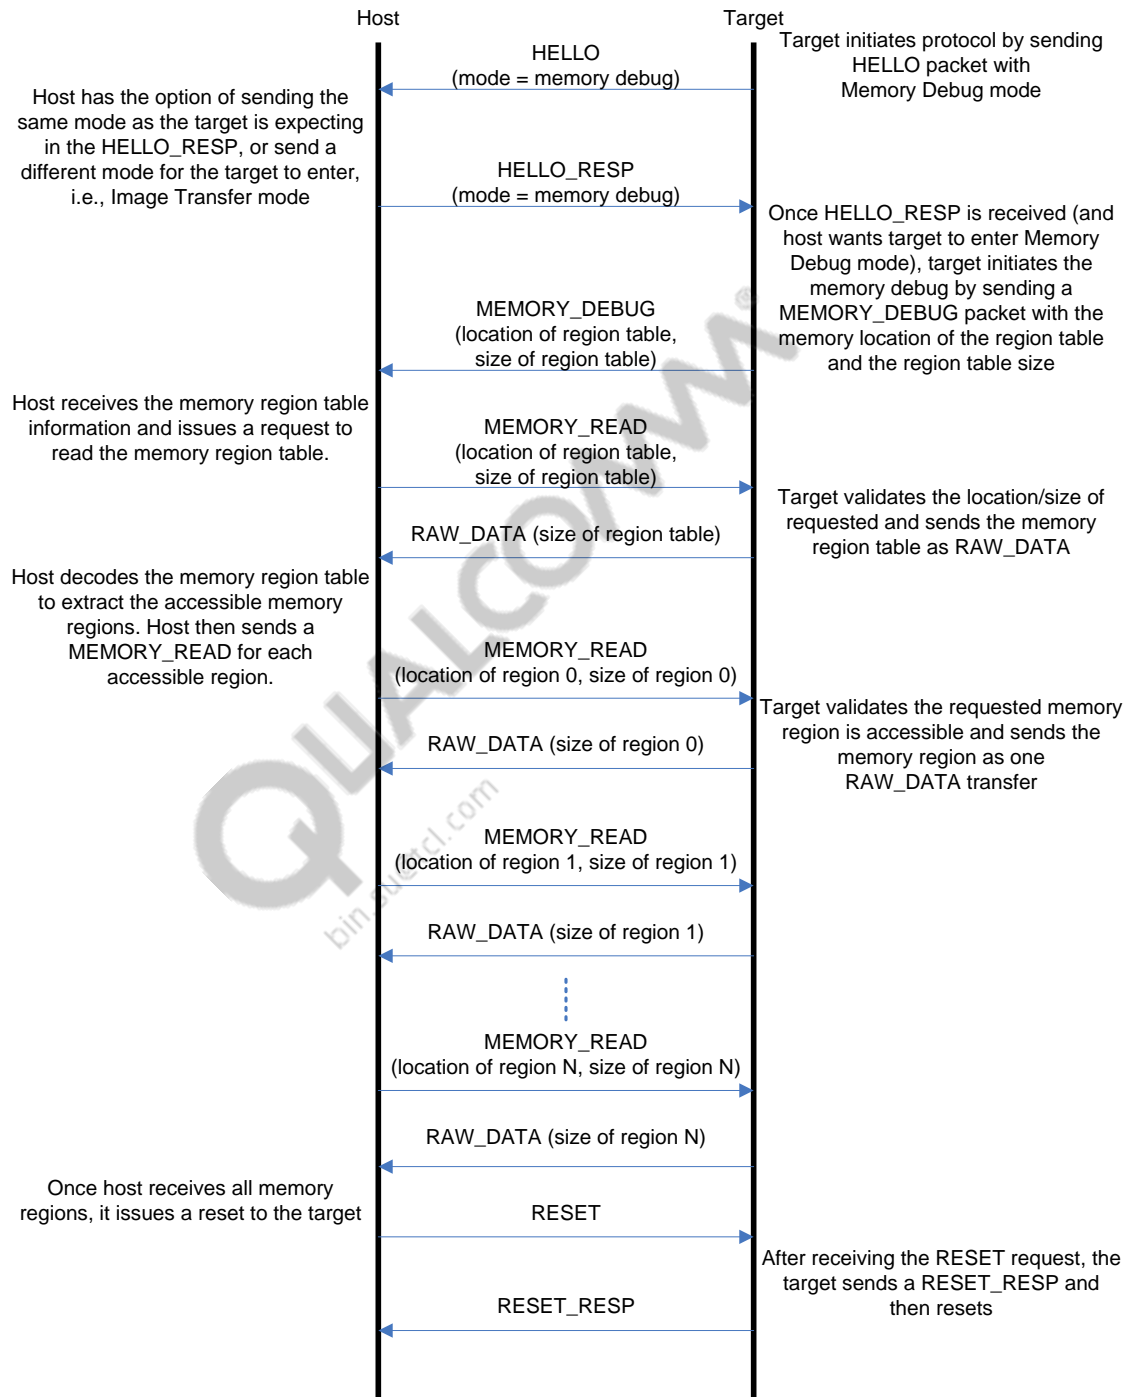 Host
Target
HELLO
(mode = memory debug)
Target initiates protocol by sending
HELLO packet with
Memory Debug mode
Host has the option of sending the
same mode as the target is expecting
in the HELLO_RESP, or send a
different mode for the target to enter,
i.e., Image Transfer mode
HELLO_RESP
(mode = memory debug)
Once HELLO_RESP is received (and
host wants target to enter Memory
Debug mode), target initiates the
memory debug by sending a
MEMORY_DEBUG packet with the
memory location of the region table
and the region table size
MEMORY_DEBUG
(location of region table,
size of region table)
Host receives the memory region table
information and issues a request to
read the memory region table.
MEMORY_READ
(location of region table,
size of region table)
Target validates the location/size of
requested and sends the memory
region table as RAW_DATA
RAW_DATA (size of region table)
Host decodes the memory region table
to extract the accessible memory
regions. Host then sends a
MEMORY_READ for each
accessible region.
MEMORY_READ
(location of region 0, size of region 0)
Target validates the requested memory
region is accessible and sends the
memory region as one
RAW_DATA transfer
RAW_DATA (size of region 0)
MEMORY_READ
(location of region 1, size of region 1)
RAW_DATA (size of region 1)
MEMORY_READ
(location of region N, size of region N)
RAW_DATA (size of region N)
Once host receives all memory
regions, it issues a reset to the target
RESET
After receiving the RESET request, the
target sends a RESET_RESP and
then resets
RESET_RESP
QUALCOMM®